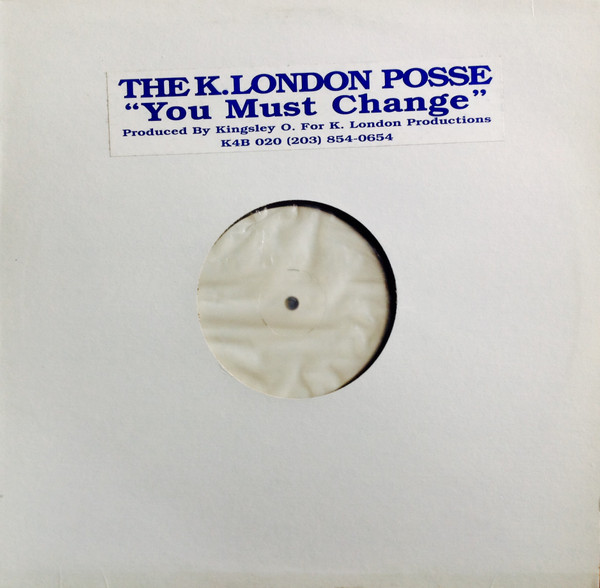 THE K.LONDON POSSE
“You Must Change”
Produced By Kingsley O. For K. London Productions
K4B 020 (203) 854-0654